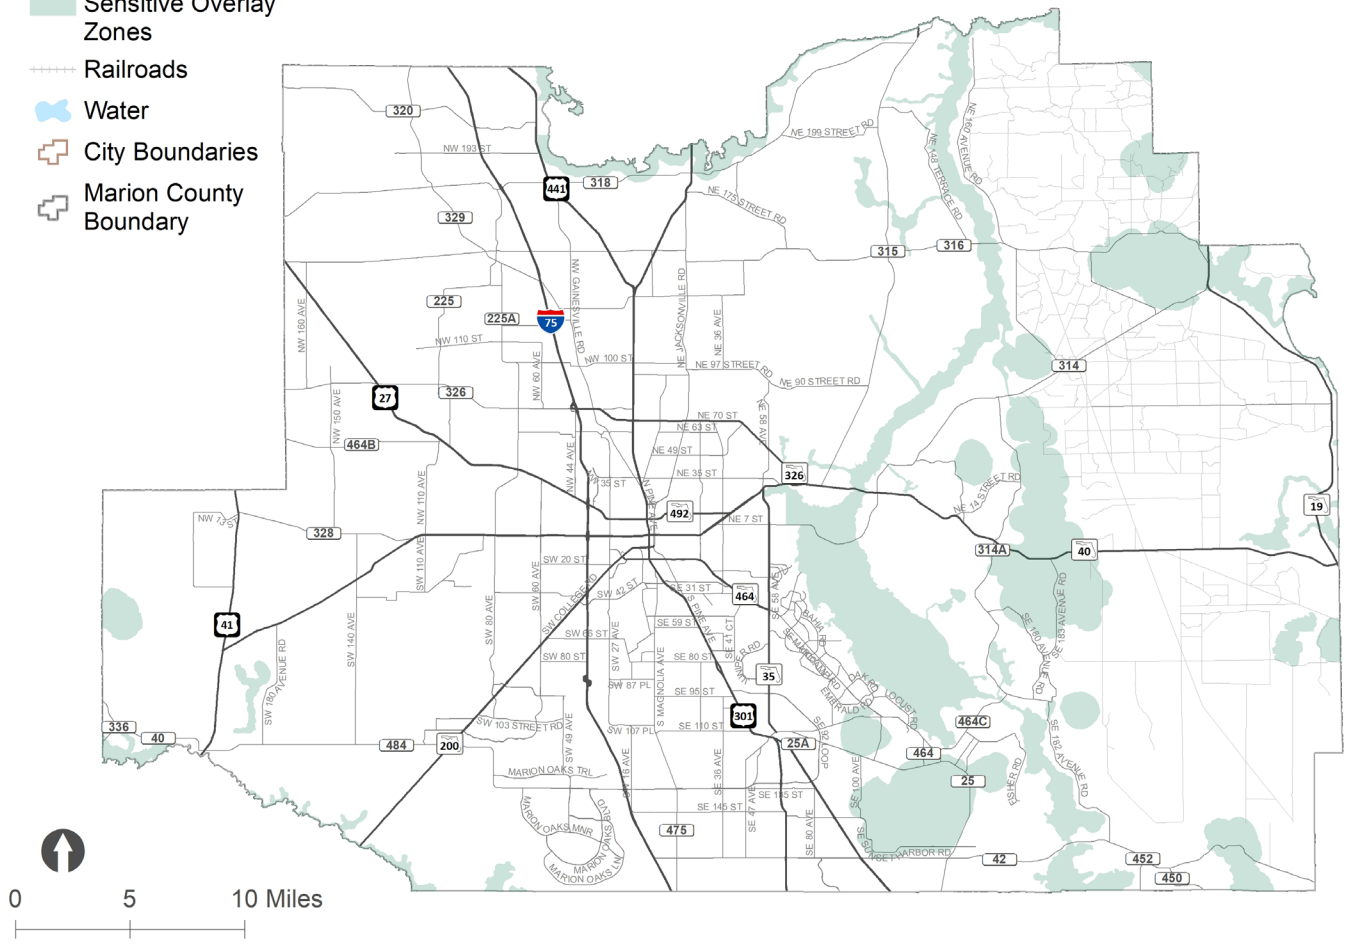 Sensitive Overlay
Zones
Railroads
Water
City Boundaries
Marion County
Boundary
320
NW 193 ST
441
318
329
NE 175 STREET RD
NE 199 STREET RD
NE 148 TERRACE RD
NE 160 AVENUE RD
315
316
225
225A
75
NW GAINESVILLE RD
NE JACKSONVILLE RD
NE 36 AVE
NW 160 AVE
NW 110 ST
NW 100 ST
NE 97 STREET RD
NE 90 STREET RD
314
27
326
NW 60 AVE
NW 150 AVE
464B
NE 70 ST
NE 63 ST
NE 58 AVE
NE 49 ST
NW 44 AVE
NE 35 ST
NW 35 ST
326
NW 110 AVE
N PINE AVE
492
NE 7 ST
NE 14 STREET RD
19
NW 13 ST
328
314A
40
SW 110 AVE
SW 20 ST
SW 60 AVE
SW COLLEGE RD
SW 42 ST
SE 31 ST
464
SE 58 AVE
SE 183 AVENUE RD
41
SW 80 AVE
SW 140 AVE
SW 27 AVE
S PINE AVE
SE 59 ST
SE 41 CT
BAHIA RD
SE 180 AVENUE RD
SW 66 ST
SW 80 ST
SE 80 ST
SW 180 AVENUE RD
S MAGNOLIA AVE
35
SW 87 PL
SE 95 ST
EMERALD RD
LOCUST RD
301
464C
336
40
484
200
SW 103 STREET RD
SW 49 AVE
SW 107 PL
SE 110 ST
25A
SE 92 LOOP
464
SE 182 AVENUE RD
MARION OAKS TRL
SE 36 AVE
SE 100 AVE
25
FISHER RD
SE 145 ST
SE 47 AVE
SE 80 AVE
MARION OAKS MNR
MARION OAKS BLVD
MARION OAKS LN
475
SE SUNSET HARBOR RD
42
452
450
0
5
10 Miles